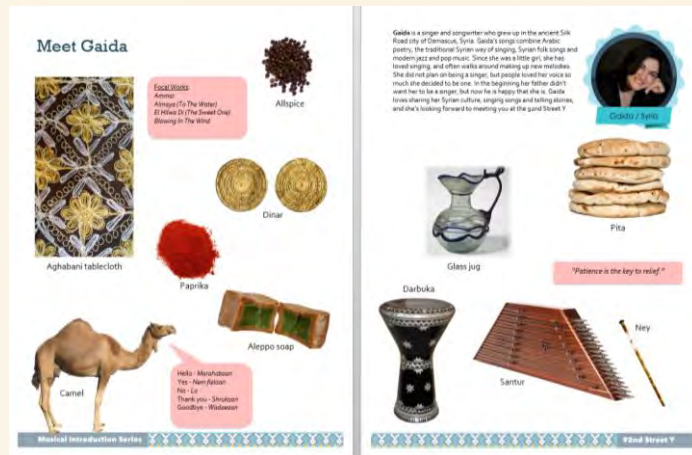 Meet Gaida
Allspice
Focal Works:
Ammar
Almaya (To The Water)
El Hilwa Di (The Sweet One)
Blowing In The Wind
Dinar
Aghabani tablecloth
Paprika
Aleppo soap
Camel
Hello - Marahabaan
Yes - Na'm fȩlaan
No - La
Thank you - Shrukaan
Goodbye - Wadaeaan
Musical Introduction Series
Gaida is a singer and songwriter who grew up in the ancient Silk
Road city of Damascus, Syria. Gaida's songs combine Arabic
poetry, the traditional Syrian way of singing, Syrian folk songs and
modern jazz and pop music. Since she was a little girl, she has
loved singing, and often walks around making up new melodies.
She did not plan on being a singer, but people loved her voice so
much she decided to be one. In the beginning her father didn't
want her to be a singer, but now he is happy that she is. Gaida
loves sharing her Syrian culture, singing songs and telling stories,
and she's looking forward to meeting you at the 92nd Street Y
Gaida / Syria
Pita
Glass jug
"Patience is the key to relief."
Darbuka
Ney
Santur
92nd Street Y